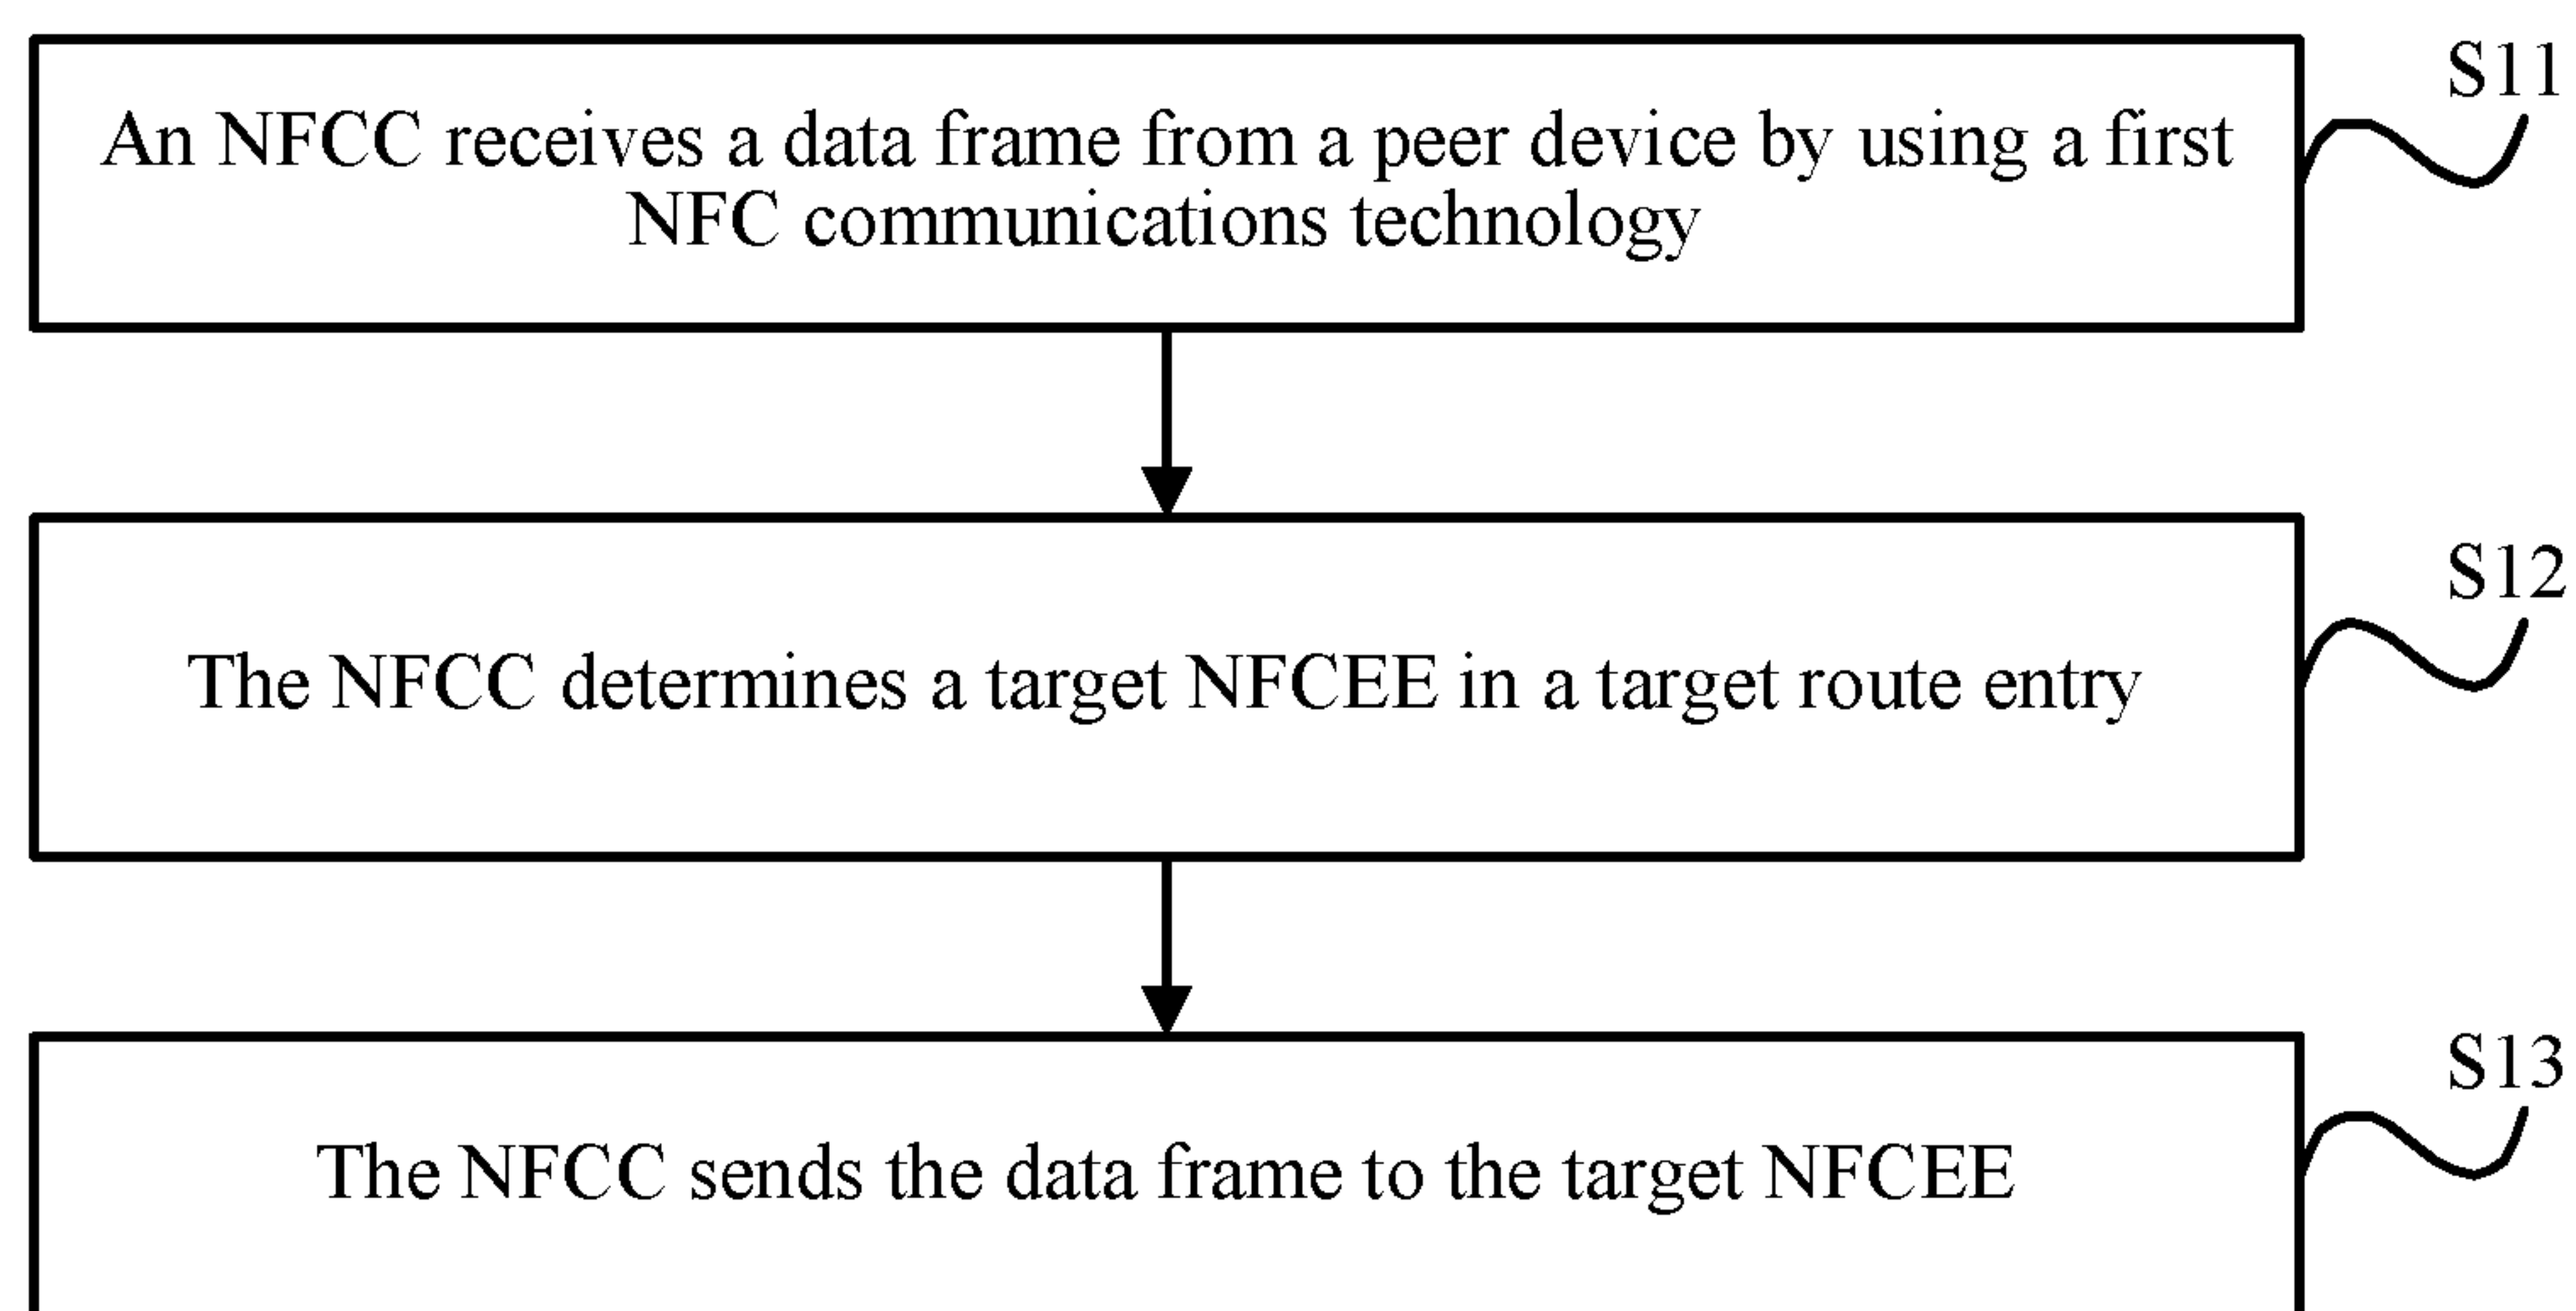 S11
An NFCC receives a data frame from a peer device by using a first
NFC communications technology
S12
The NFCC determines a target NFCEE in a target route entry
S13
The NFCC sends the data frame to the target NFCEE